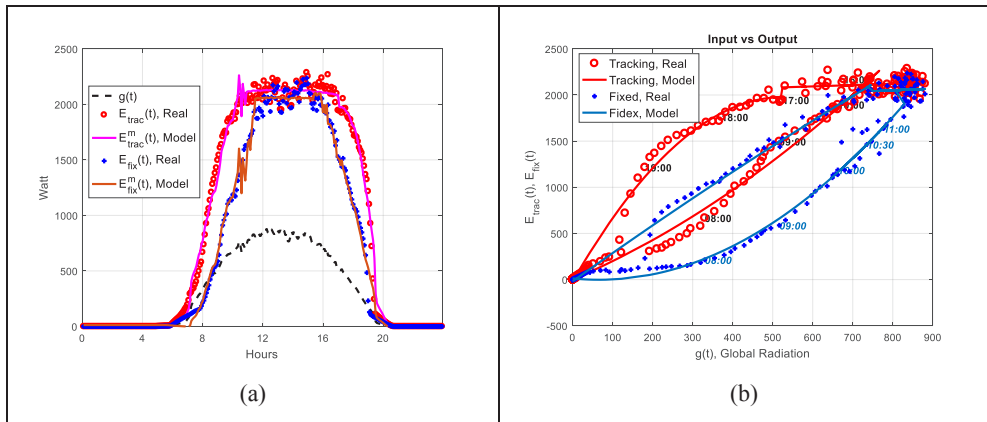 2500
2000
1500
1000
500
0
Watt
g(t)
E_trac(t), Real
E^m_trac(t), Model
E_fix(t), Real
E^m_fix(t), Model
0 4 8 12 16 20
Hours
(a)
Input vs Output
2500
2000
1500
1000
500
0
-500
E_trac(t), E_fix(t)
Tracking, Real
Tracking, Model
Fixed, Real
Fidex, Model
16:00
17:00
18:00
11:00
10:30
09:00
19:00
08:00
09:00
08:00
0 100 200 300 400 500 600 700 800 900
g(t), Global Radiation
(b)